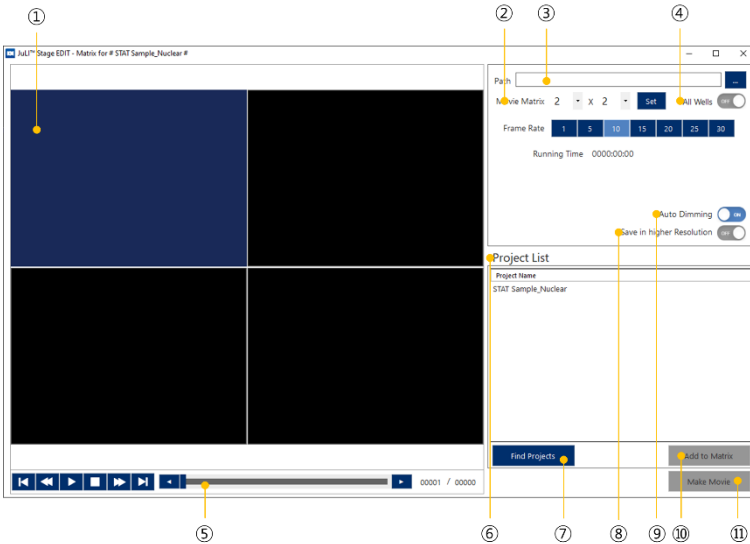 ① ② ③ ④
JuLI™ Stage EDIT - Matrix for # STAT Sample_Nuclear #
Path ...
Movie Matrix 2 X 2 Set All Wells OFF
Frame Rate 1 5 10 15 20 25 30
Running Time 0000:00:00
Auto Dimming ON
Save in higher Resolution OFF
Project List
Project Name
STAT Sample_Nuclear
Find Projects Add to Matrix
Make Movie
00001 / 00000
⑤ ⑥ ⑦ ⑧ ⑨ ⑩ ⑪